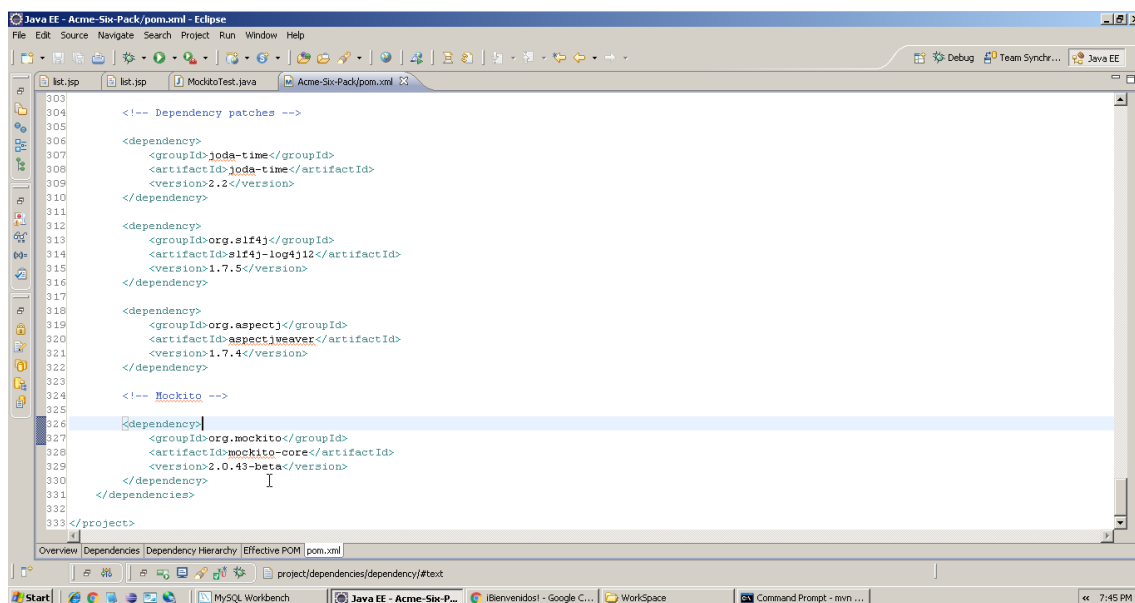 Java EE - Acme-Six-Pack/pom.xml - Eclipse
File Edit Source Navigate Search Project Run Window Help
Debug Team Synchr... Java EE
list.jsp list.jsp MockitoTest.java Acme-Six-Pack/pom.xml
303
304 <!-- Dependency patches -->
305
306 <dependency>
307 <groupId>joda-time</groupId>
308 <artifactId>joda-time</artifactId>
309 <version>2.2</version>
310 </dependency>
311
312 <dependency>
313 <groupId>org.slf4j</groupId>
314 <artifactId>slf4j-log4j12</artifactId>
315 <version>1.7.5</version>
316 </dependency>
317
318 <dependency>
319 <groupId>org.aspectj</groupId>
320 <artifactId>aspectjweaver</artifactId>
321 <version>1.7.4</version>
322 </dependency>
323
324 <!-- Mockito -->
325
326 <dependency>
327 <groupId>org.mockito</groupId>
328 <artifactId>mockito-core</artifactId>
329 <version>2.0.43-beta</version>
330 </dependency>
331 </dependencies>
332
333 </project>
Overview Dependencies Dependency Hierarchy Effective POM pom.xml
project/dependencies/dependency/#text
Start MySQL Workbench Java EE - Acme-Six-P... ¡Bienvenidos! - Google C... WorkSpace Command Prompt - mvn ... « 7:45 PM